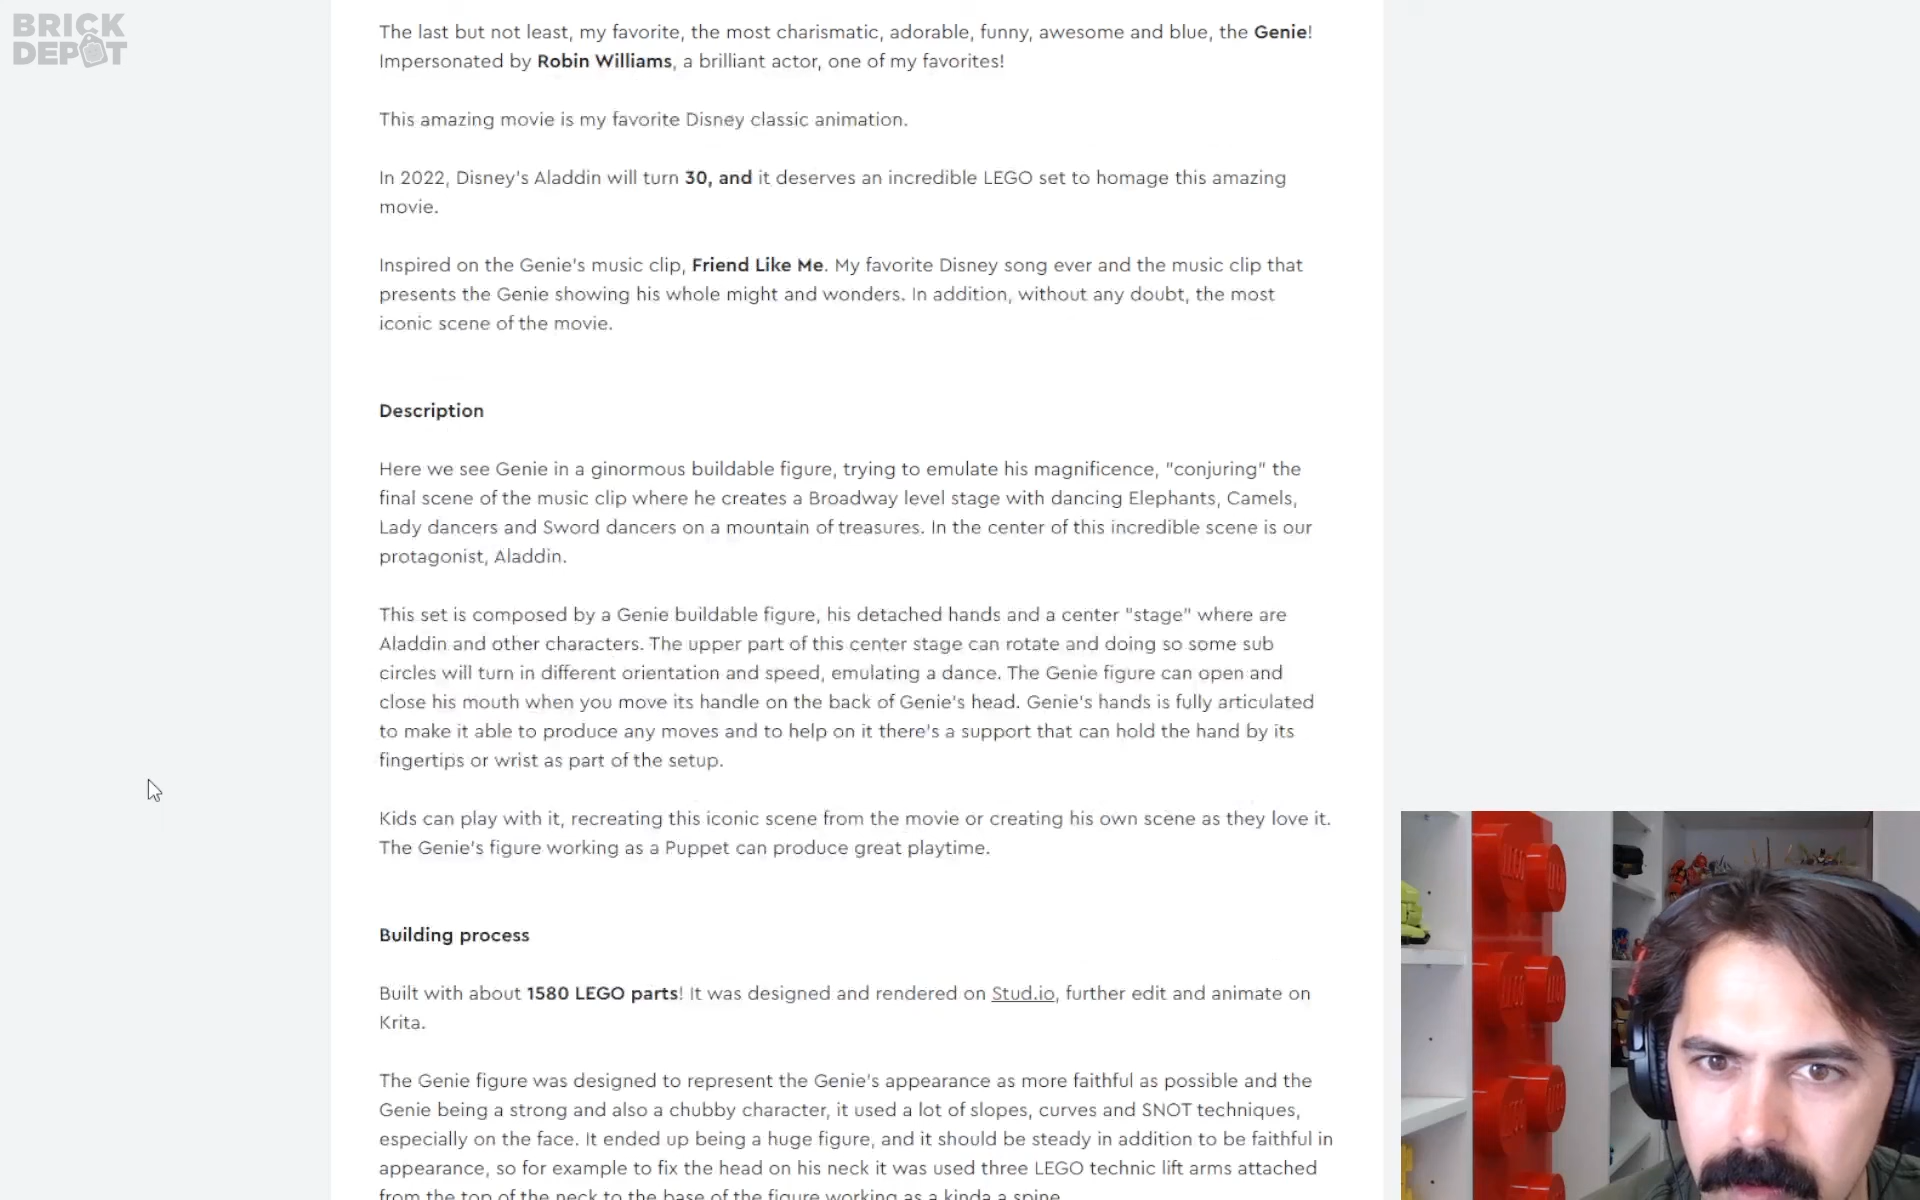 BRICK
DEPOT
The last but not least, my favorite, the most charismatic, adorable, funny, awesome and blue, the Genie!
Impersonated by Robin Williams, a brilliant actor, one of my favorites!
This amazing movie is my favorite Disney classic animation.
In 2022, Disney's Aladdin will turn 30, and it deserves an incredible LEGO set to homage this amazing
movie.
Inspired on the Genie's music clip, Friend Like Me. My favorite Disney song ever and the music clip that
presents the Genie showing his whole might and wonders. In addition, without any doubt, the most
iconic scene of the movie.
Description
Here we see Genie in a ginormous buildable figure, trying to emulate his magnificence, "conjuring" the
final scene of the music clip where he creates a Broadway level stage with dancing Elephants, Camels,
Lady dancers and Sword dancers on a mountain of treasures. In the center of this incredible scene is our
protagonist, Aladdin.
This set is composed by a Genie buildable figure, his detached hands and a center "stage" where are
Aladdin and other characters. The upper part of this center stage can rotate and doing so some sub
circles will turn in different orientation and speed, emulating a dance. The Genie figure can open and
close his mouth when you move its handle on the back of Genie's head. Genie's hands is fully articulated
to make it able to produce any moves and to help on it there's a support that can hold the hand by its
fingertips or wrist as part of the setup.
Kids can play with it, recreating this iconic scene from the movie or creating his own scene as they love it.
The Genie's figure working as a Puppet can produce great playtime.
Building process
Built with about 1580 LEGO parts! It was designed and rendered on Stud.io, further edit and animate on
Krita.
The Genie figure was designed to represent the Genie's appearance as more faithful as possible and the
Genie being a strong and also a chubby character, it used a lot of slopes, curves and SNOT techniques,
especially on the face. It ended up being a huge figure, and it should be steady in addition to be faithful in
appearance, so for example to fix the head on his neck it was used three LEGO technic lift arms attached
from the top of the neck to the base of the figure working as a kinda a spine